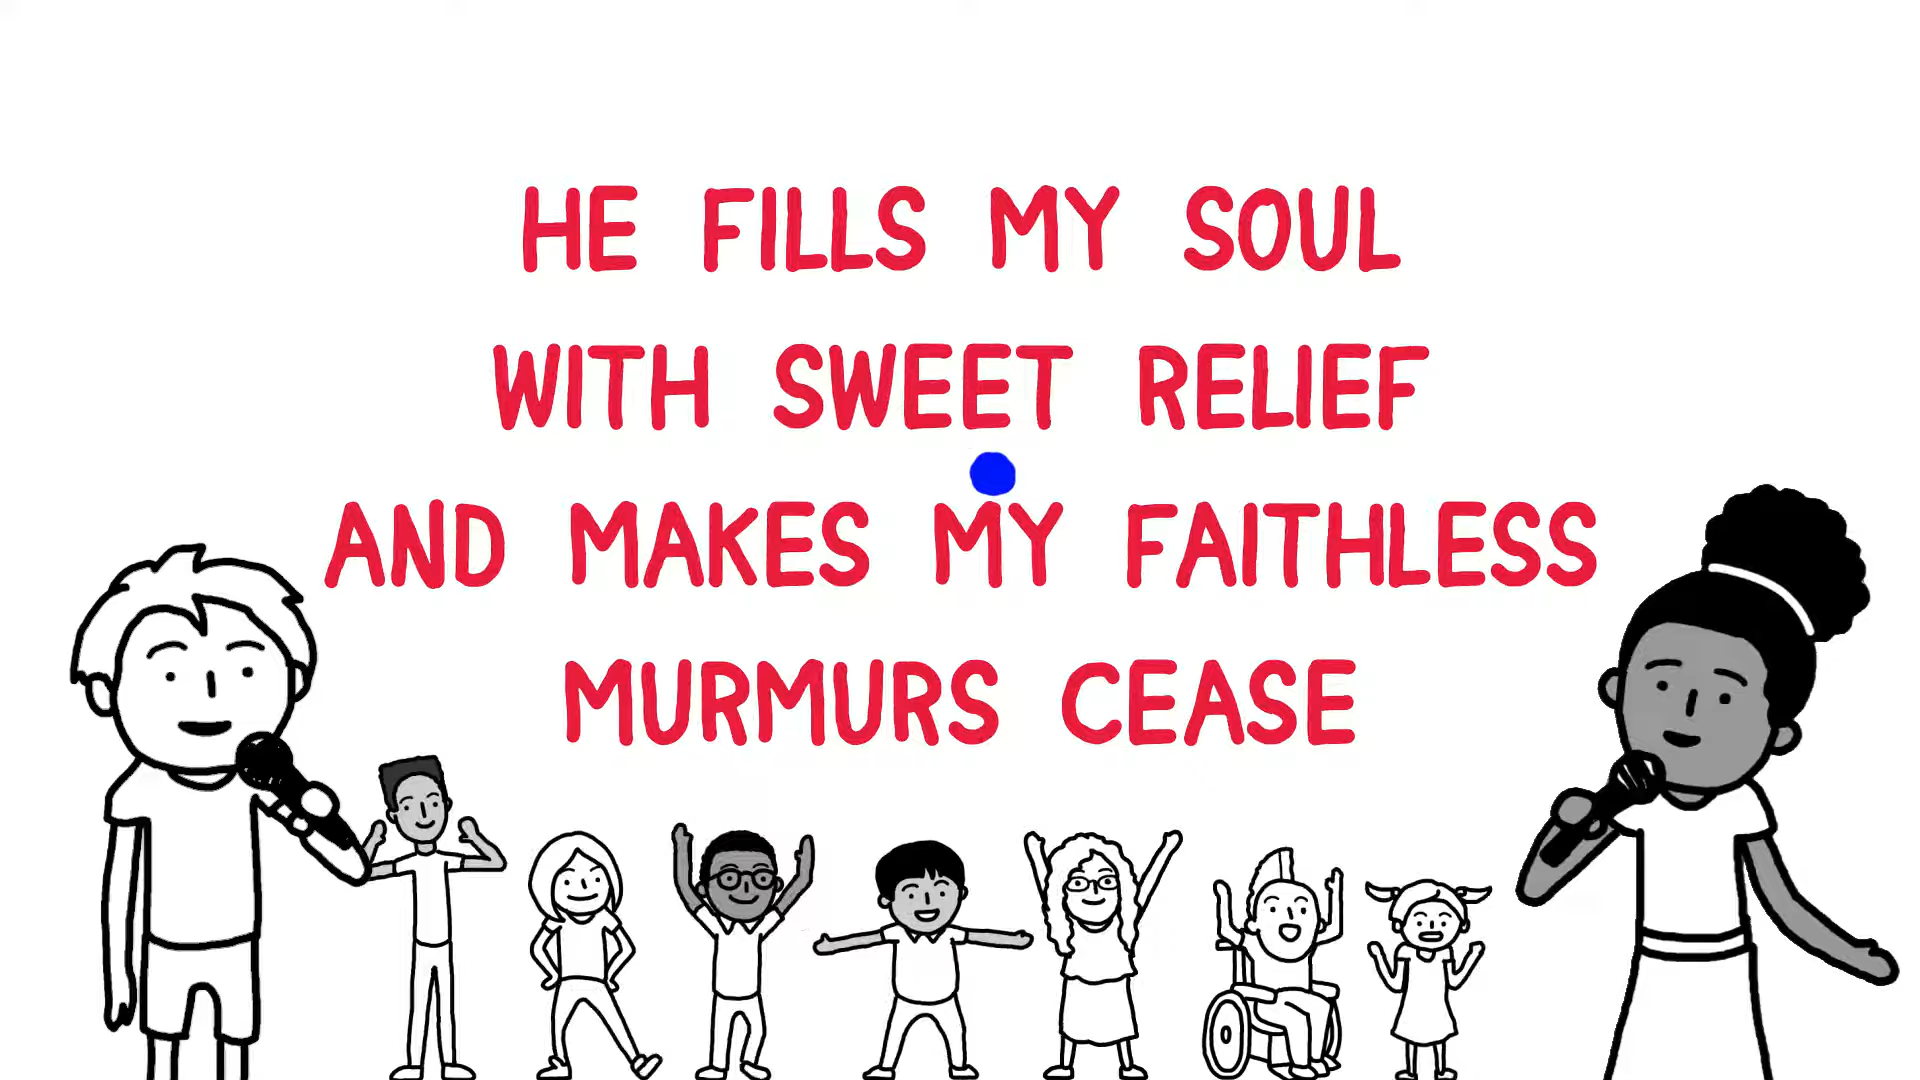 HE FILLS MY SOUL
WITH SWEET RELIEF
AND MAKES MY FAITHLESS
MURMURS CEASE